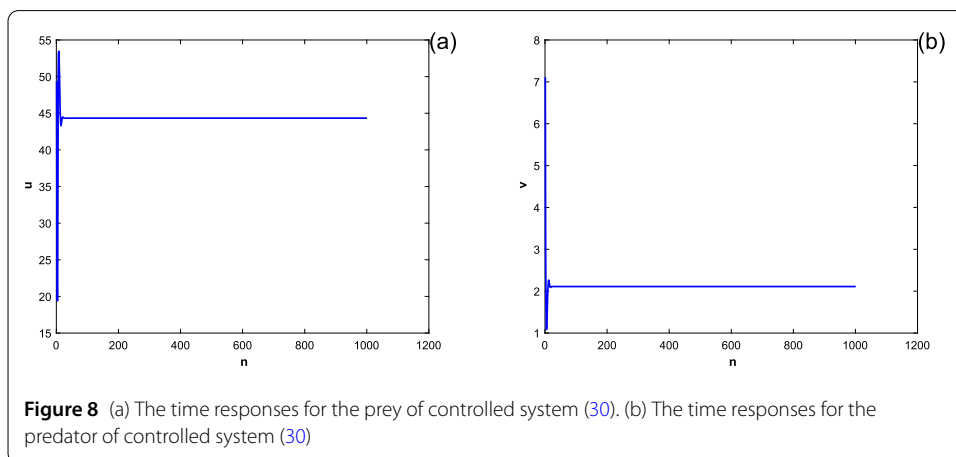 (a)
55
50
45
40
35
30
25
20
15
u
0 200 400 600 800 1000 1200
n
(b)
8
7
6
5
4
3
2
1
v
0 200 400 600 800 1000 1200
n
Figure 8 (a) The time responses for the prey of controlled system (30). (b) The time responses for the
predator of controlled system (30)